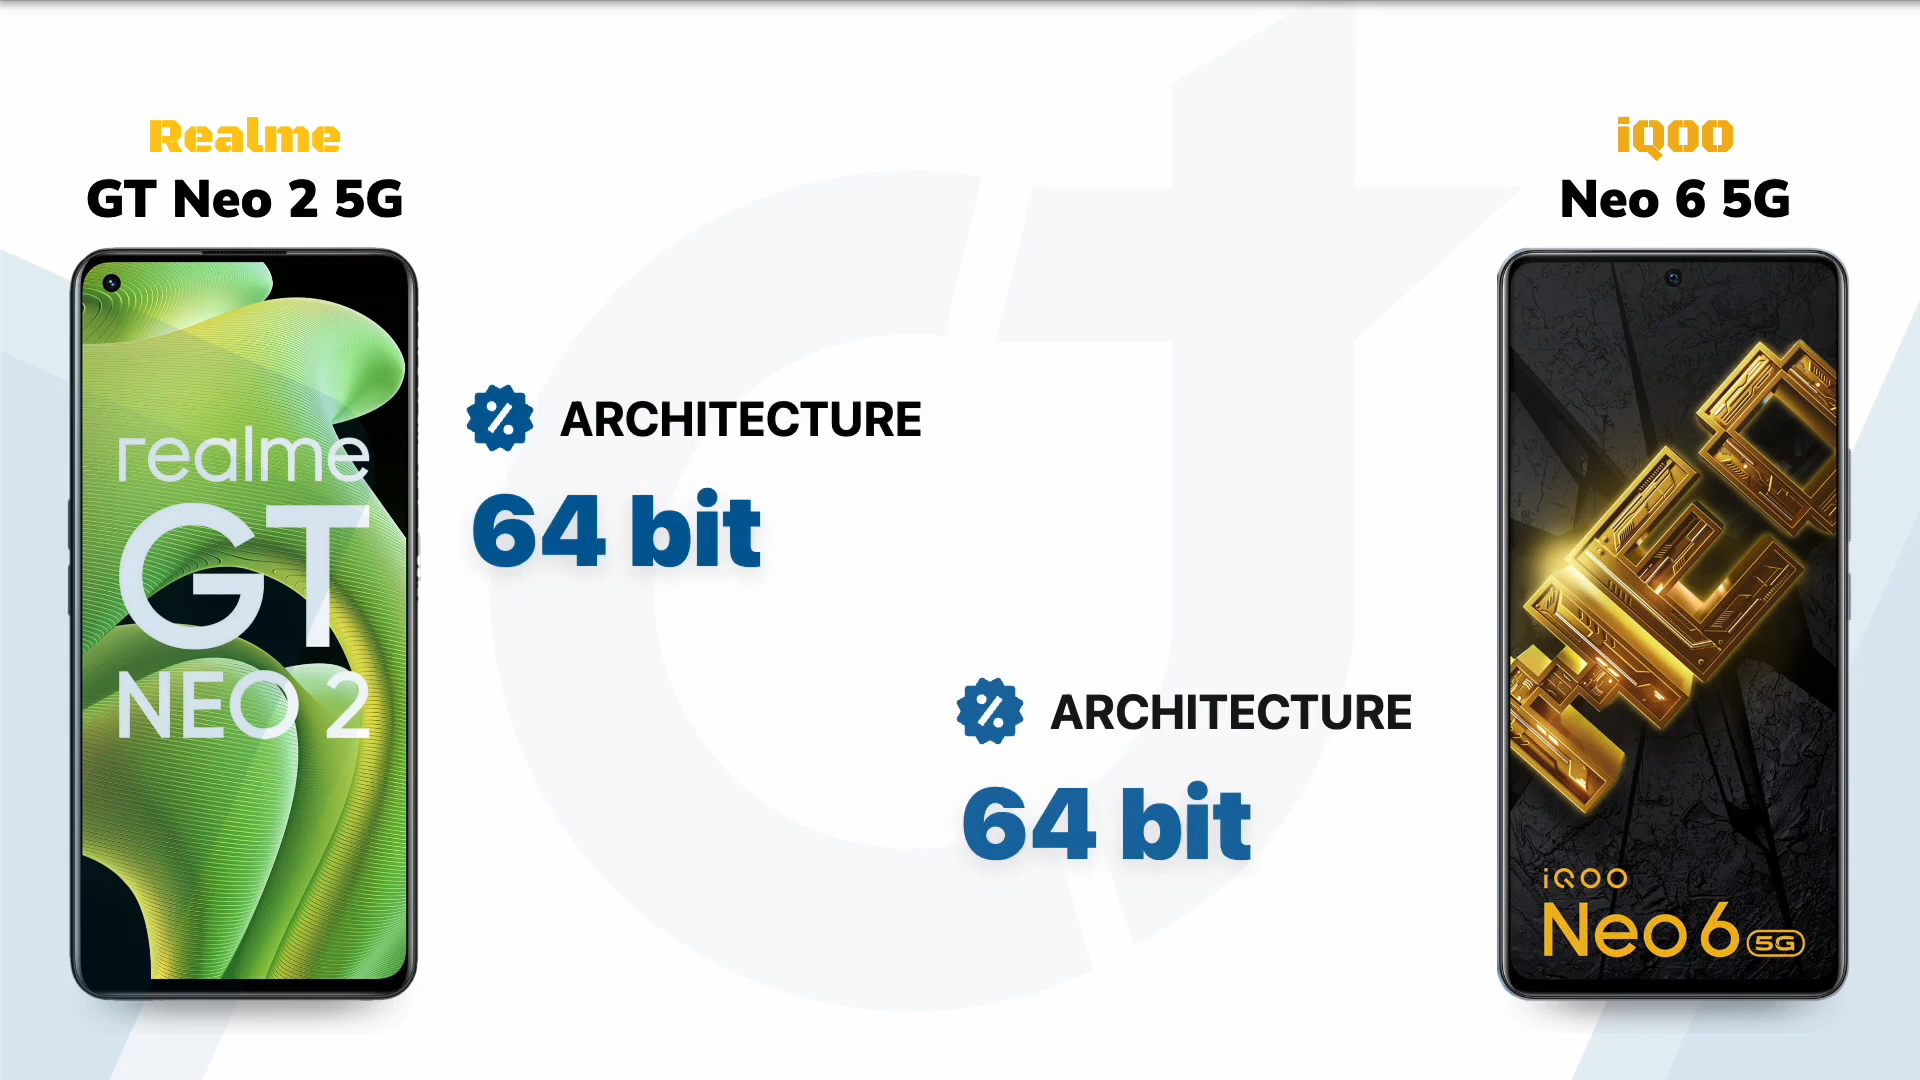 Realme
GT Neo 2 5G
iQOO
Neo 6 5G
realme
GT
NEO 2
ARCHITECTURE
64 bit
ARCHITECTURE
64 bit
NEO
iQOO
Neo 6 5G